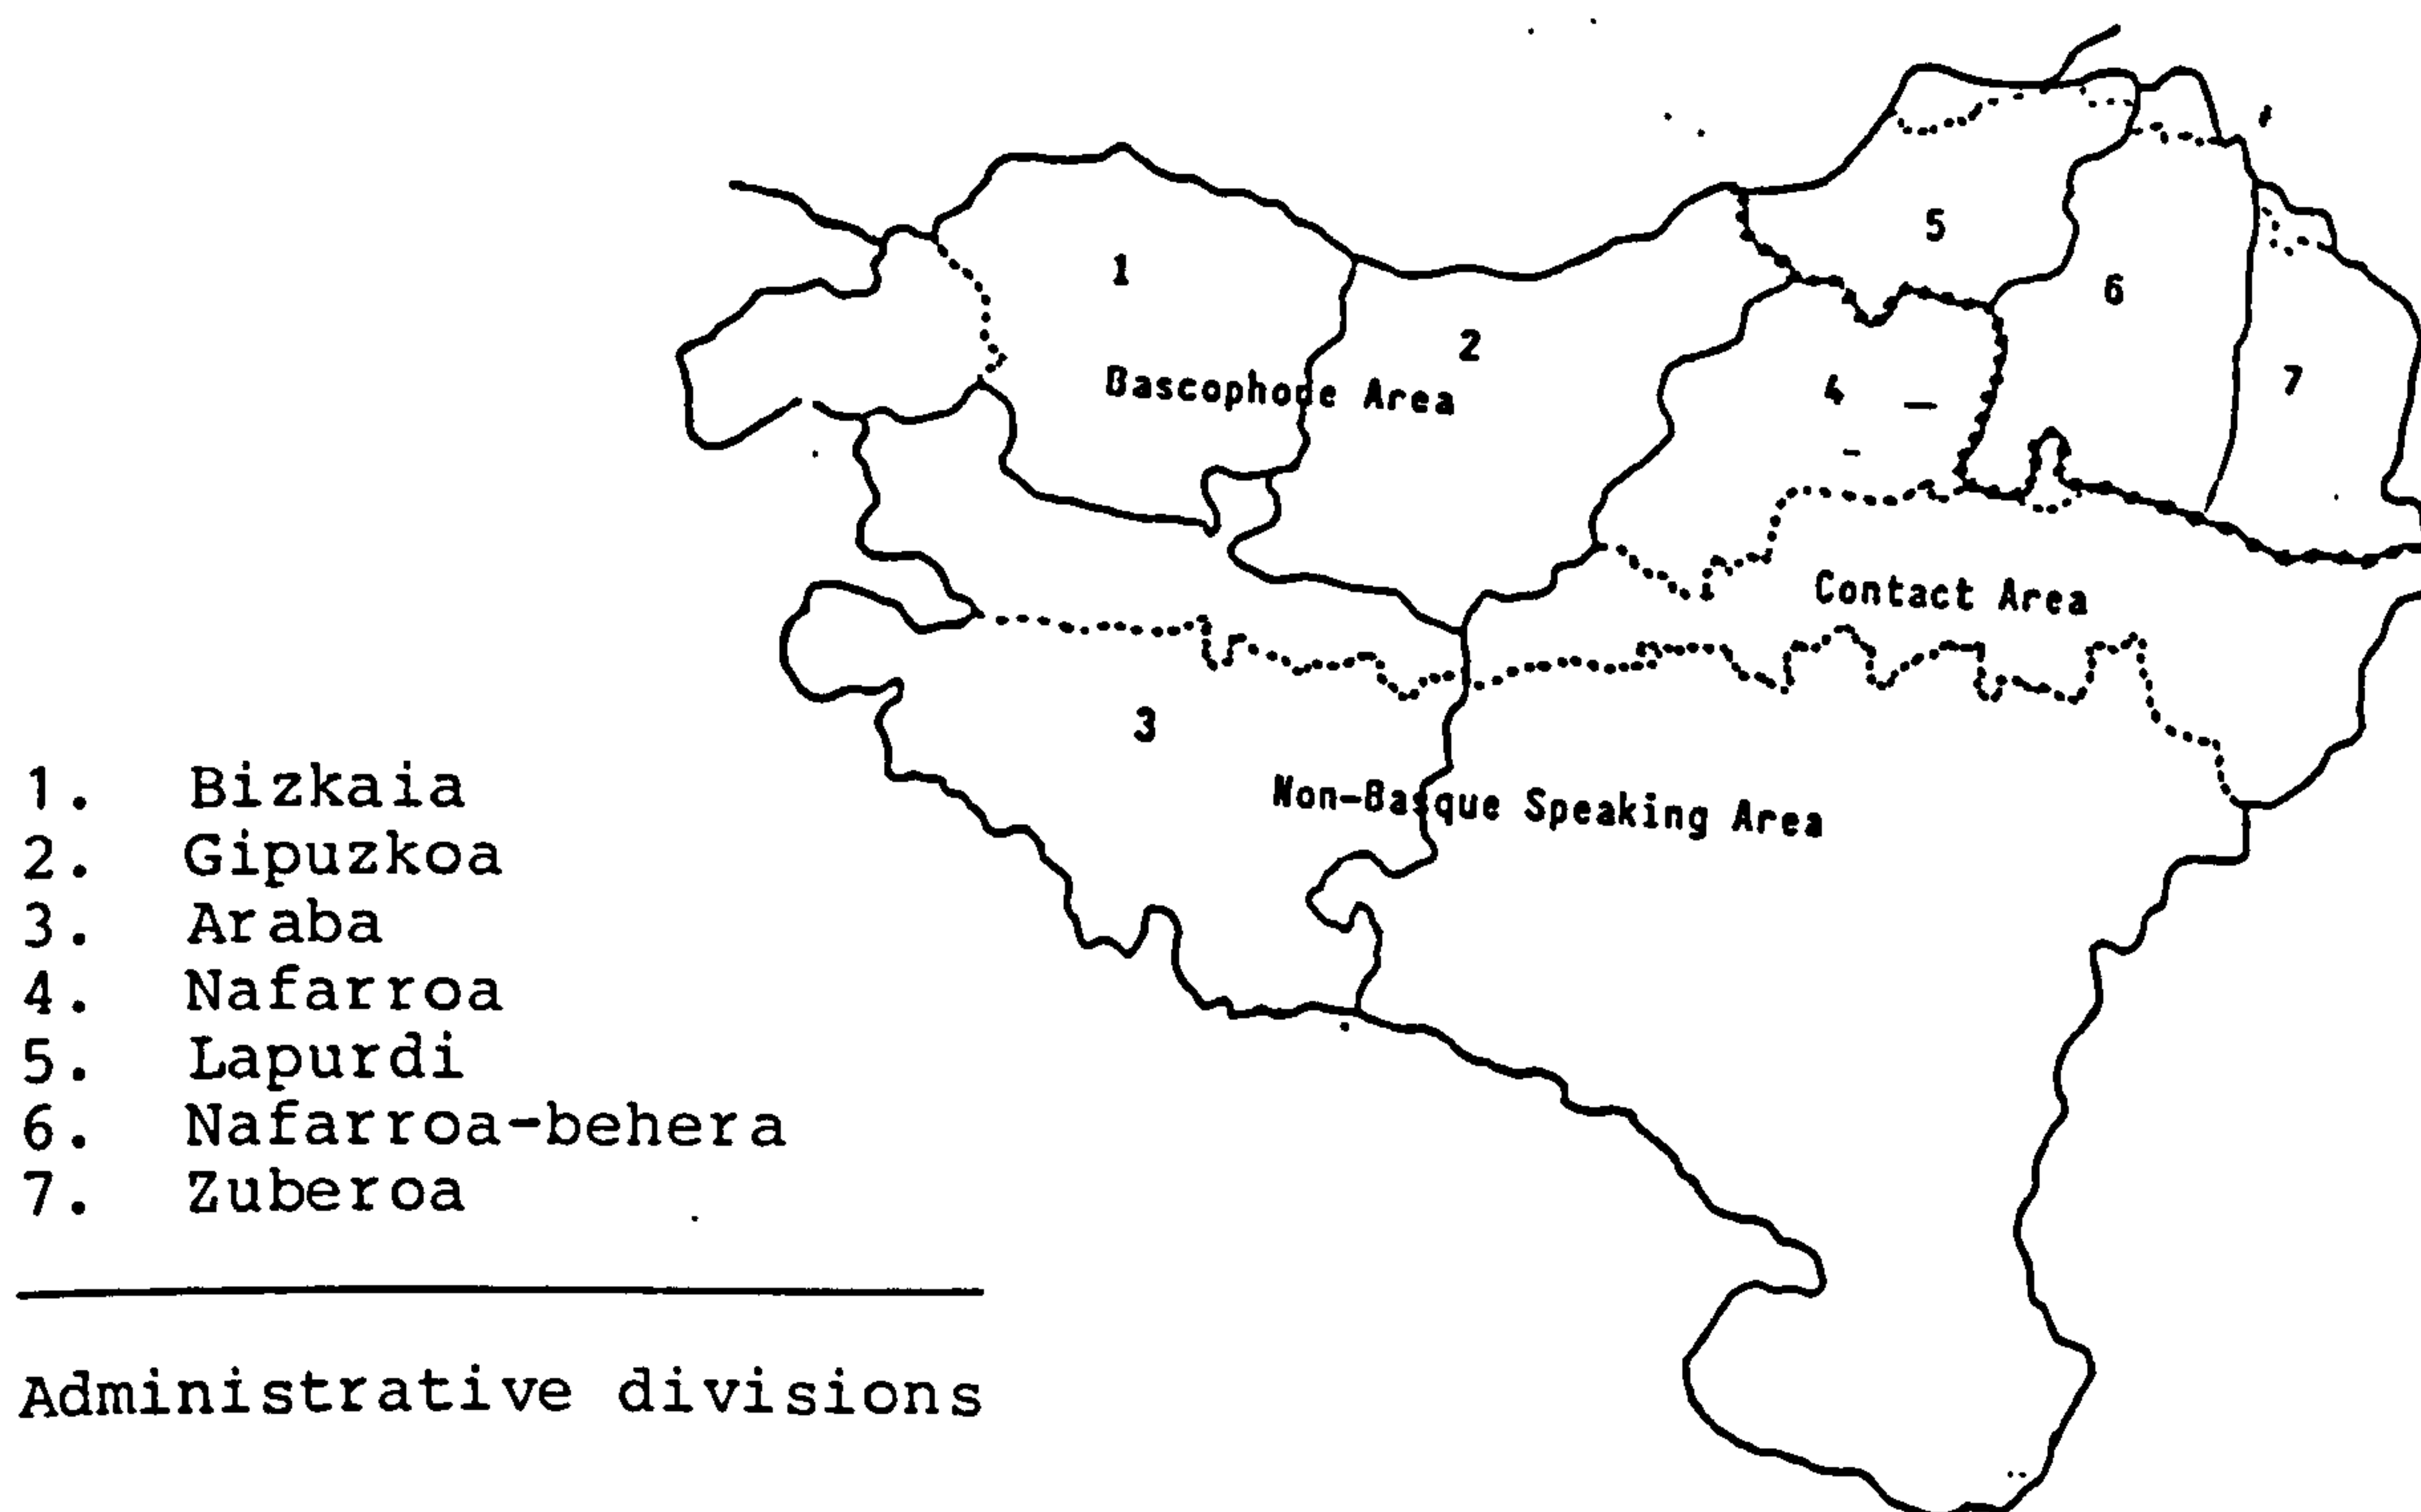 1
5
6
2
Bascophode Area
4
7
Contact Area
3
Non-Basque Speaking Area
1. Bizkaia
2. Gipuzkoa
3. Araba
4. Nafarroa
5. Lapurdi
6. Nafarroa-behera
7. Zuberoa
Administrative divisions